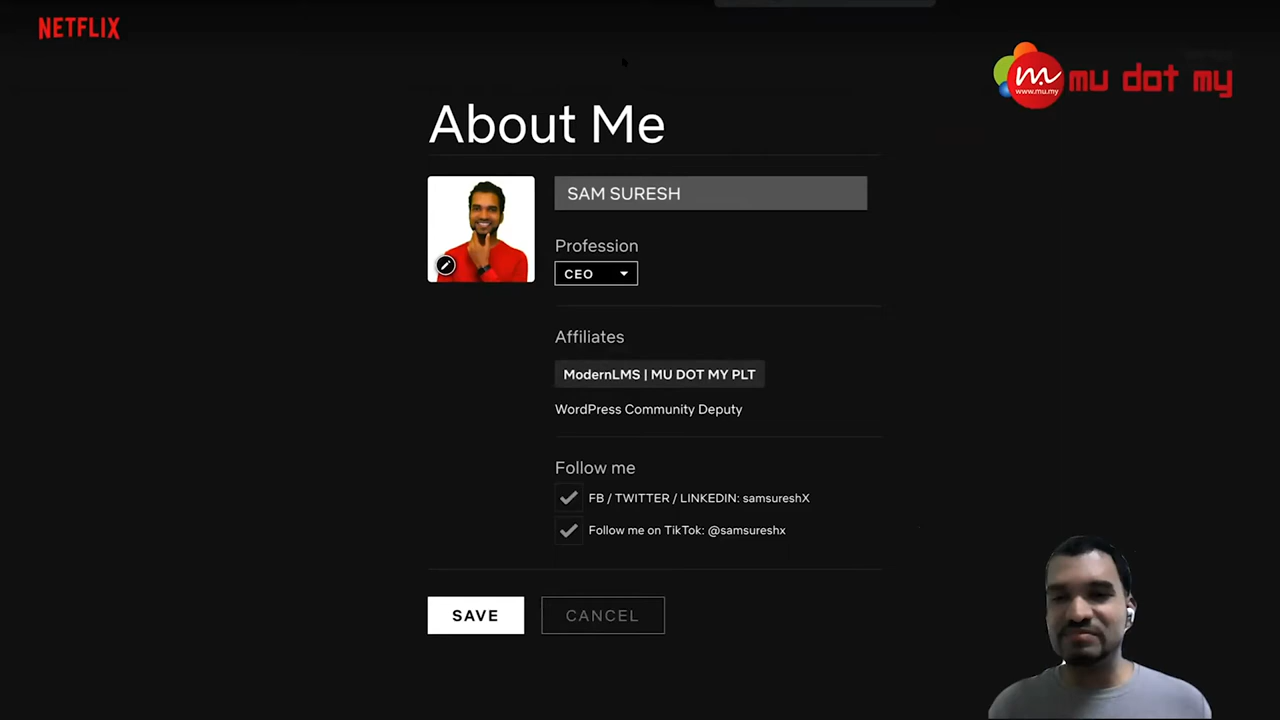 NETFLIX
m.
www.mu.my
mu dot my
About Me
SAM SURESH
Profession
CEO
Affiliates
ModernLMS | MU DOT MY PLT
WordPress Community Deputy
Follow me
FB / TWITTER / LINKEDIN: samsureshX
Follow me on TikTok: @samsureshx
SAVE
CANCEL